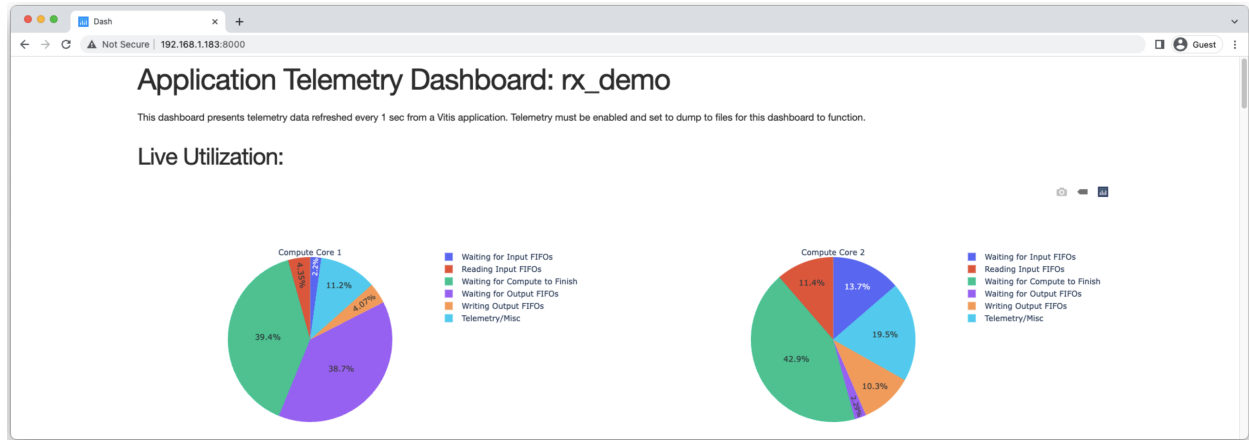 Dash
Not Secure
192.168.1.183:8000
Guest
Application Telemetry Dashboard: rx_demo
This dashboard presents telemetry data refreshed every 1 sec from a Vitis application. Telemetry must be enabled and set to dump to files for this dashboard to function.
Live Utilization:
Compute Core 1
2.2%
11.2%
4.07%
38.7%
39.4%
4.35%
Waiting for Input FIFOs
Reading Input FIFOs
Waiting for Compute to Finish
Waiting for Output FIFOs
Writing Output FIFOs
Telemetry/Misc
Compute Core 2
13.7%
19.5%
10.3%
42.9%
11.4%
Waiting for Input FIFOs
Reading Input FIFOs
Waiting for Compute to Finish
Waiting for Output FIFOs
Writing Output FIFOs
Telemetry/Misc